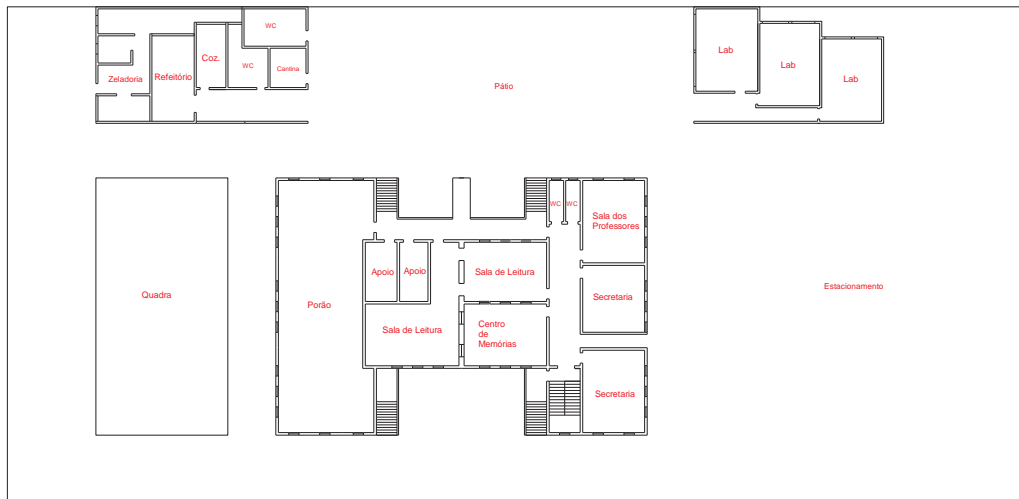 WC
Coz.
Zeladoria
Refeitório
WC
Cantina
Pátio
Lab
Lab
Lab
WC
WC
Sala dos
Professores
Apoio
Apoio
Sala de Leitura
Secretaria
Estacionamento
Quadra
Porão
Sala de Leitura
Centro
de
Memórias
Secretaria